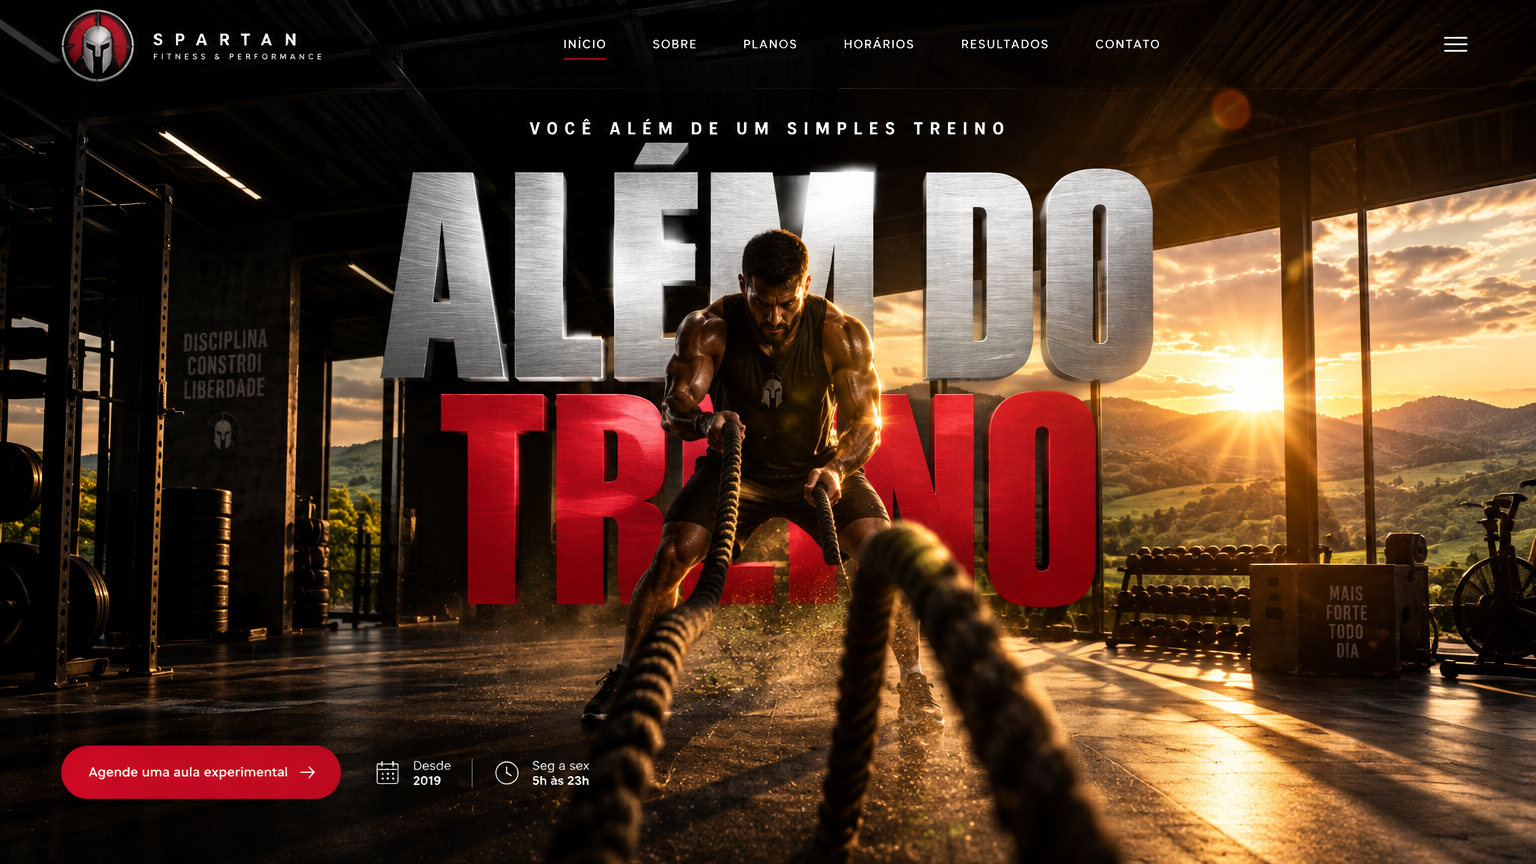 SPARTAN
FITNESS & PERFORMANCE
INÍCIO
SOBRE
PLANOS
HORÁRIOS
RESULTADOS
CONTATO
VOCÊ ALÉM DE UM SIMPLES TREINO
ALÉM DO
TREINO
DISCIPLINA
CONSTROI
LIBERDADE
MAIS
FORTE
TODO
DIA
Agende uma aula experimental
Desde
2019
Seg a sex
5h às 23h